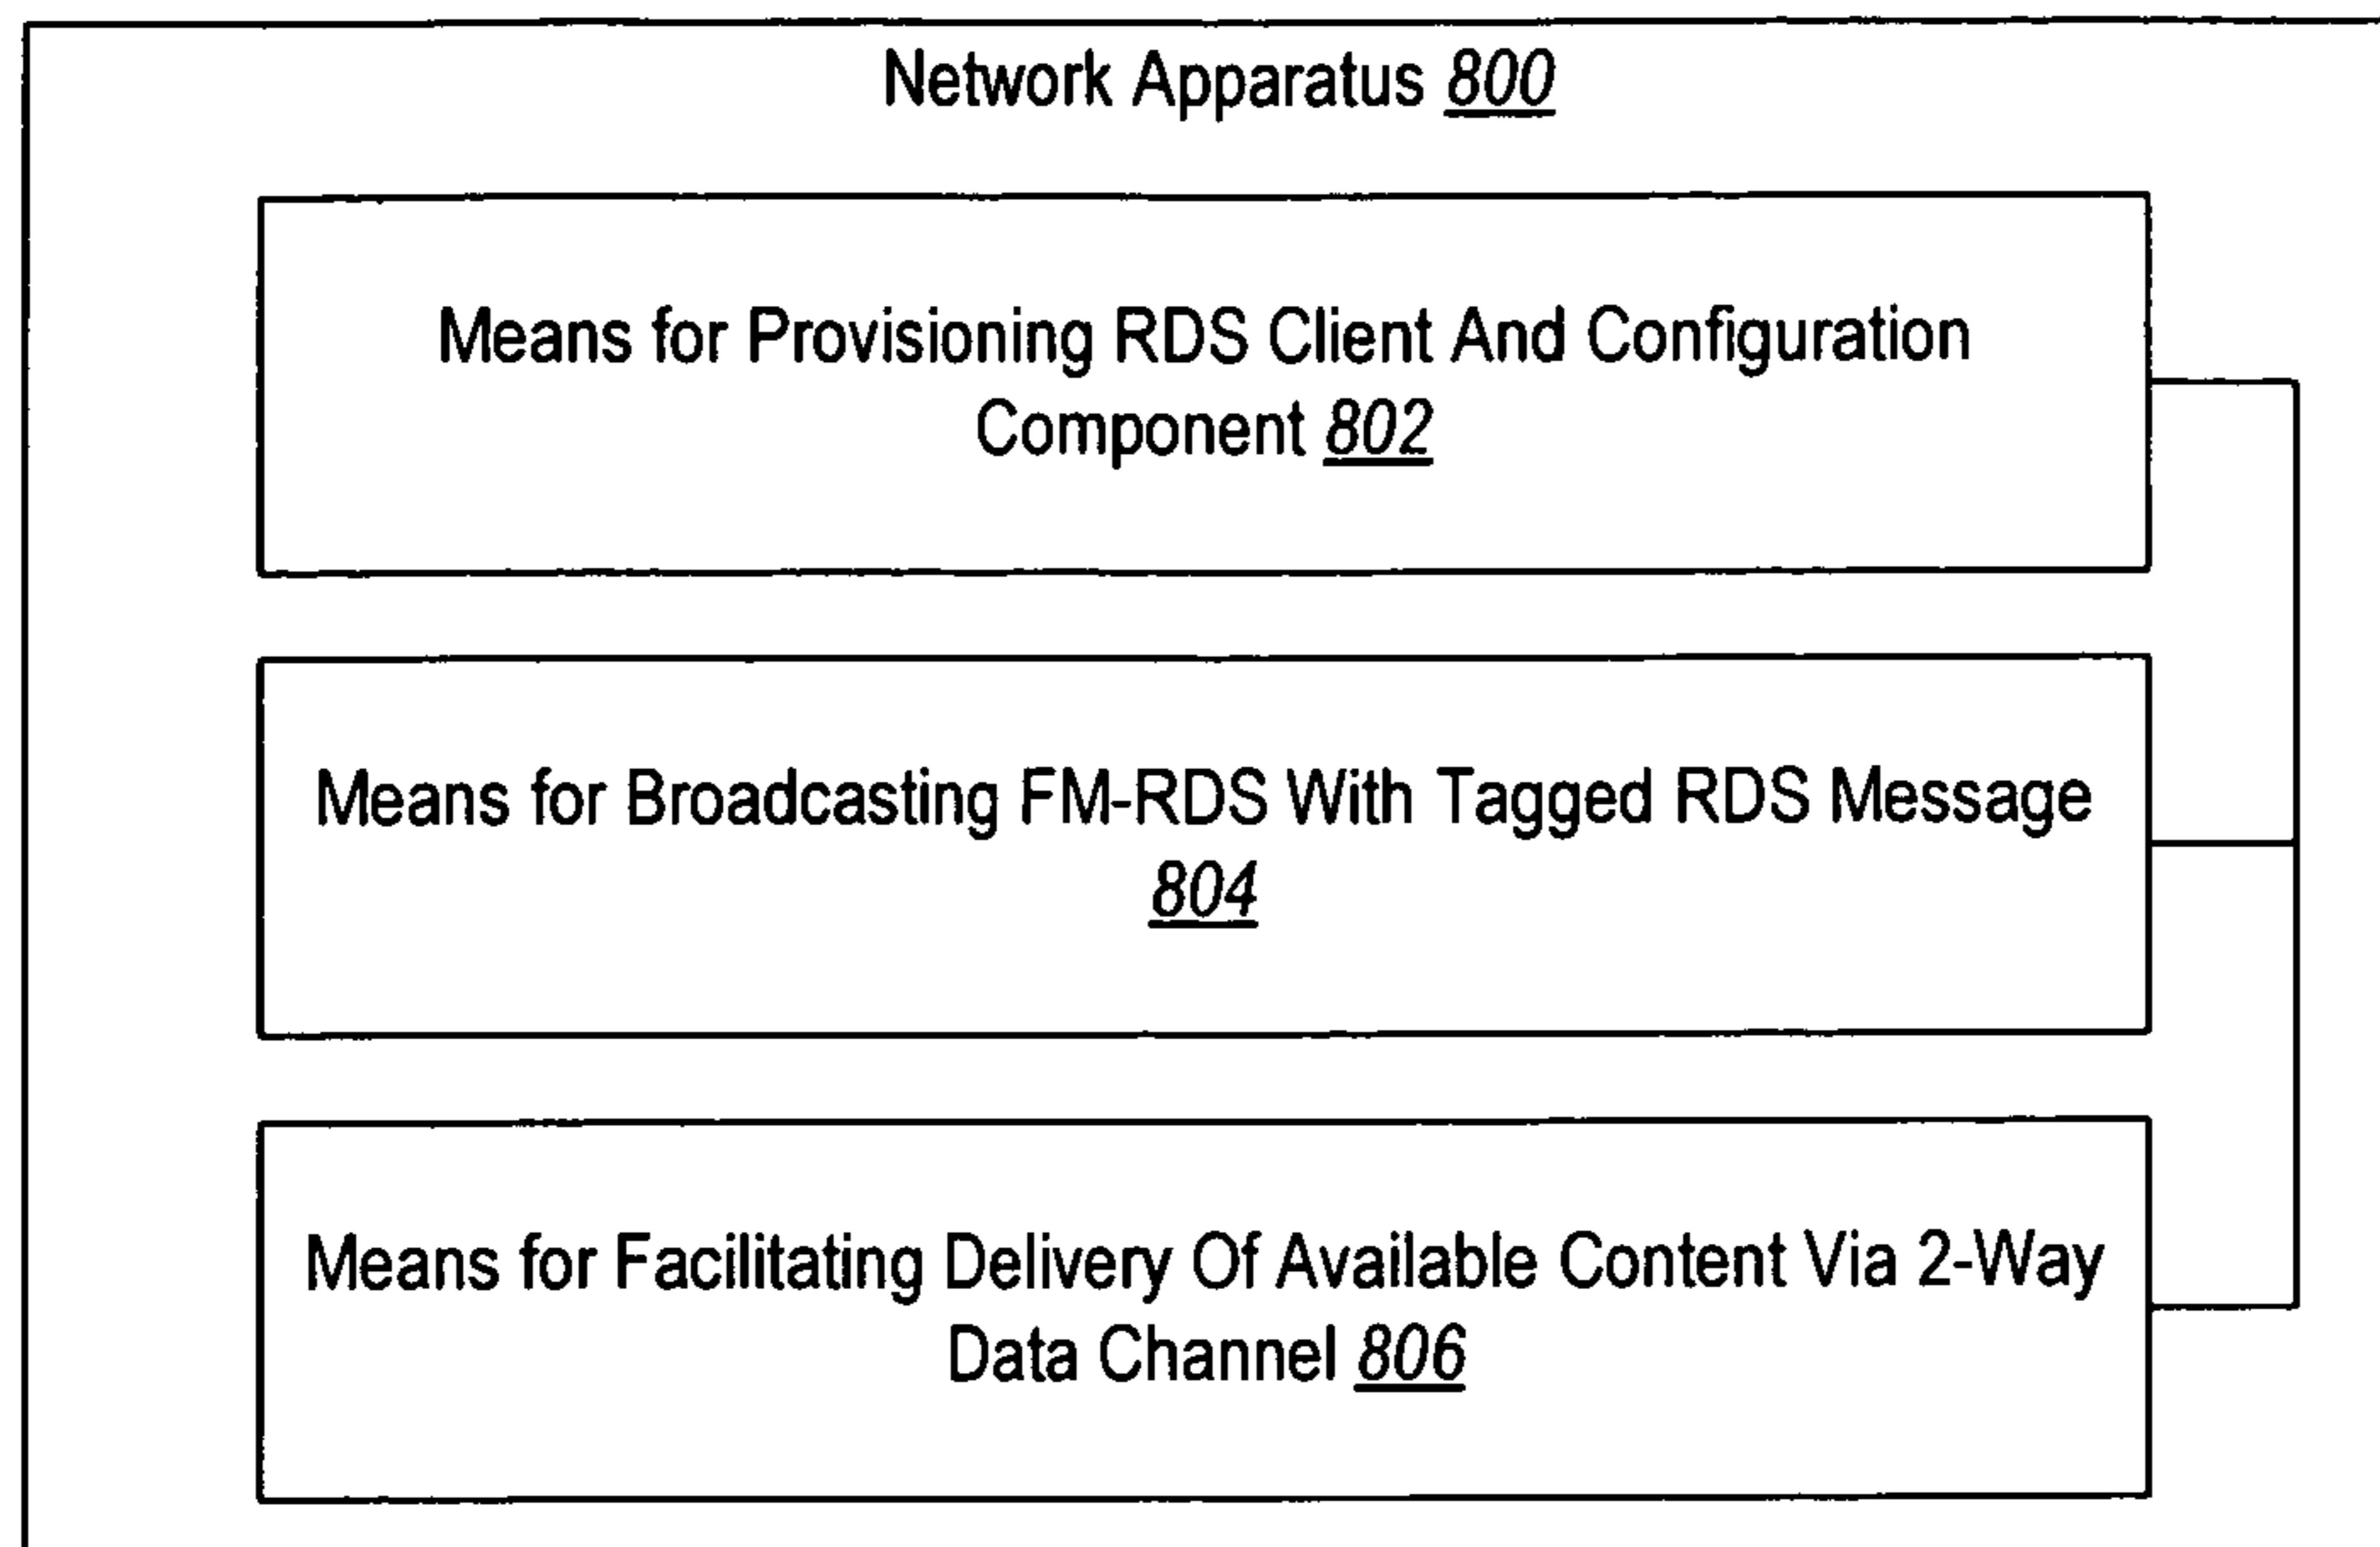 Network Apparatus 800
Means for Provisioning RDS Client And Configuration
Component 802
Means for Broadcasting FM-RDS With Tagged RDS Message
804
Means for Facilitating Delivery Of Available Content Via 2-Way
Data Channel 806